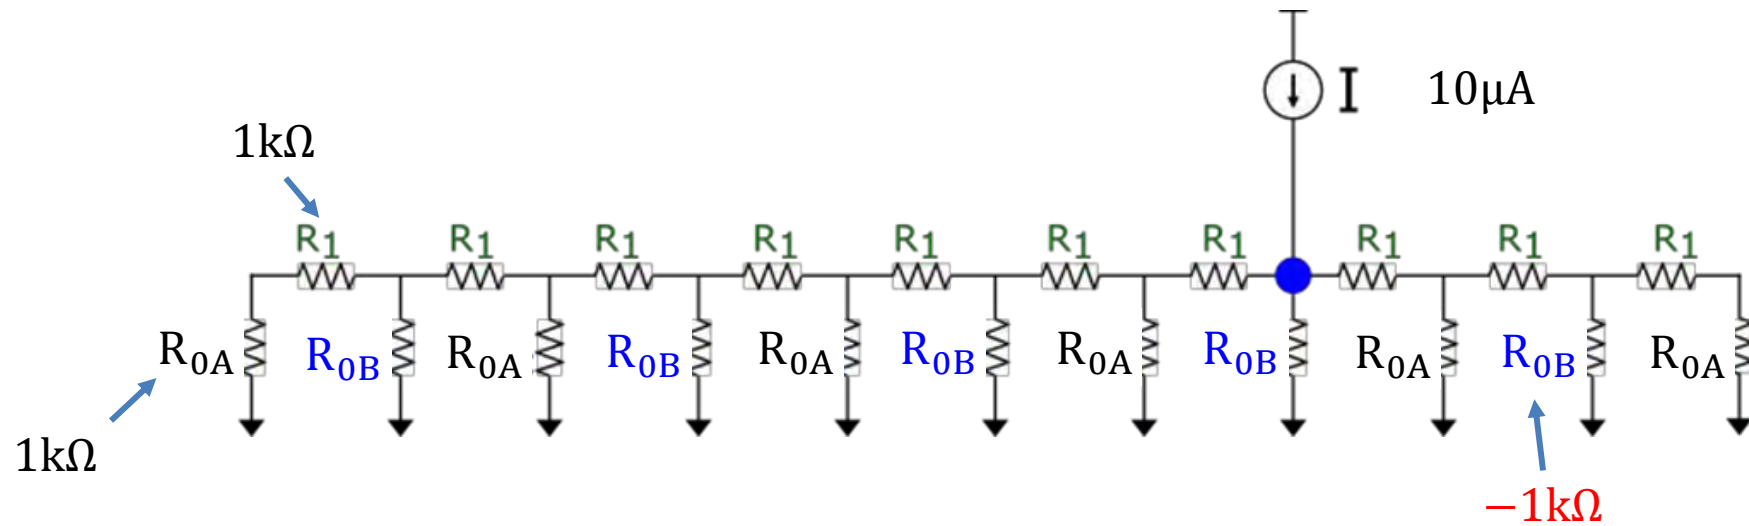 I 10μA
1kΩ
R1 R1 R1 R1 R1 R1 R1 R1 R1 R1
R0A R0B R0A R0B R0A R0B R0A R0B R0A R0B R0A
1kΩ
−1kΩ